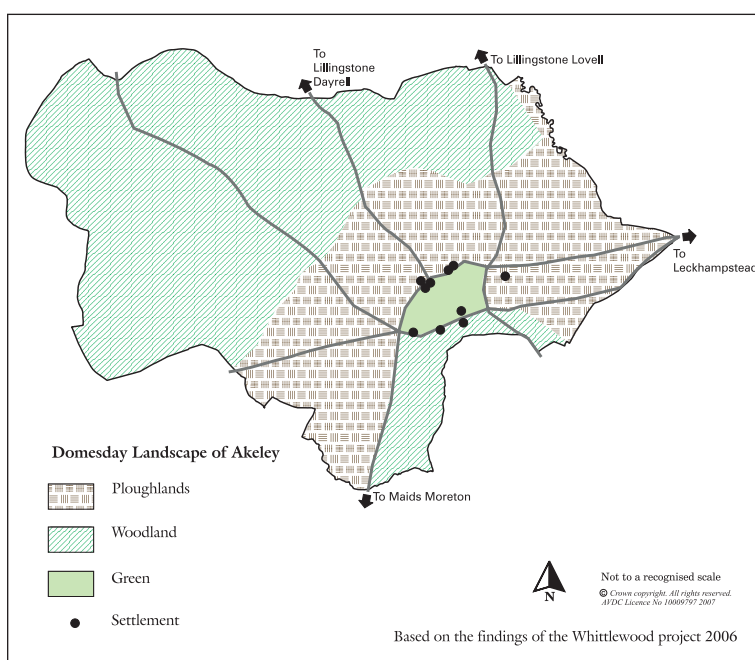 To
Lillingstone
Dayrell
To Lillingstone Lovell
To
Leckhampstead
To Maids Moreton
Domesday Landscape of Akeley
Ploughlands
Woodland
Green
Settlement
N
Not to a recognised scale
© Crown copyright. All rights reserved.
AVDC Licence No 10009797 2007
Based on the findings of the Whittlewood project 2006